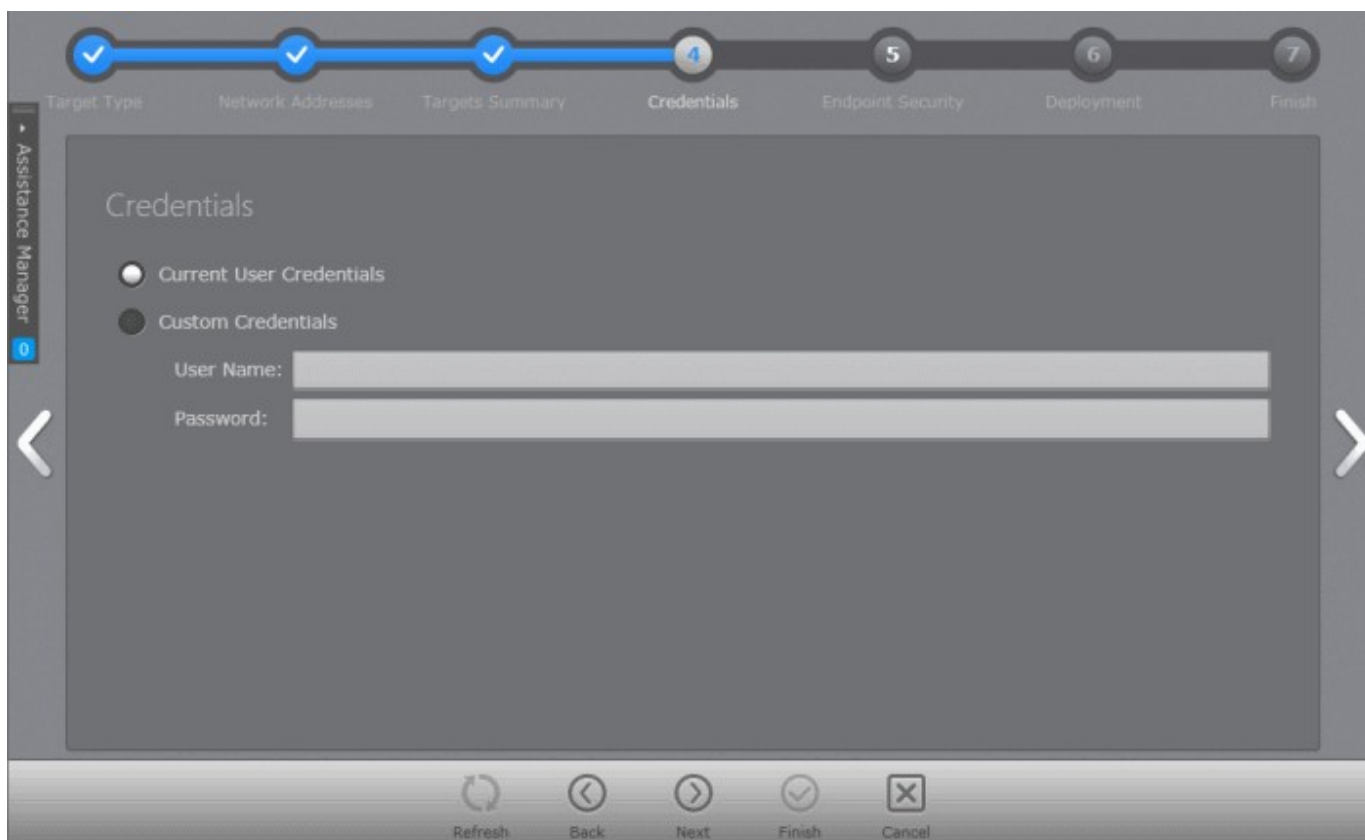 4
5
6
7
Target Type
Network Addresses
Targets Summary
Credentials
Endpoint Security
Deployment
Finish
Assistance Manager
0
Credentials
Current User Credentials
Custom Credentials
User Name:
Password:
Refresh
Back
Next
Finish
Cancel